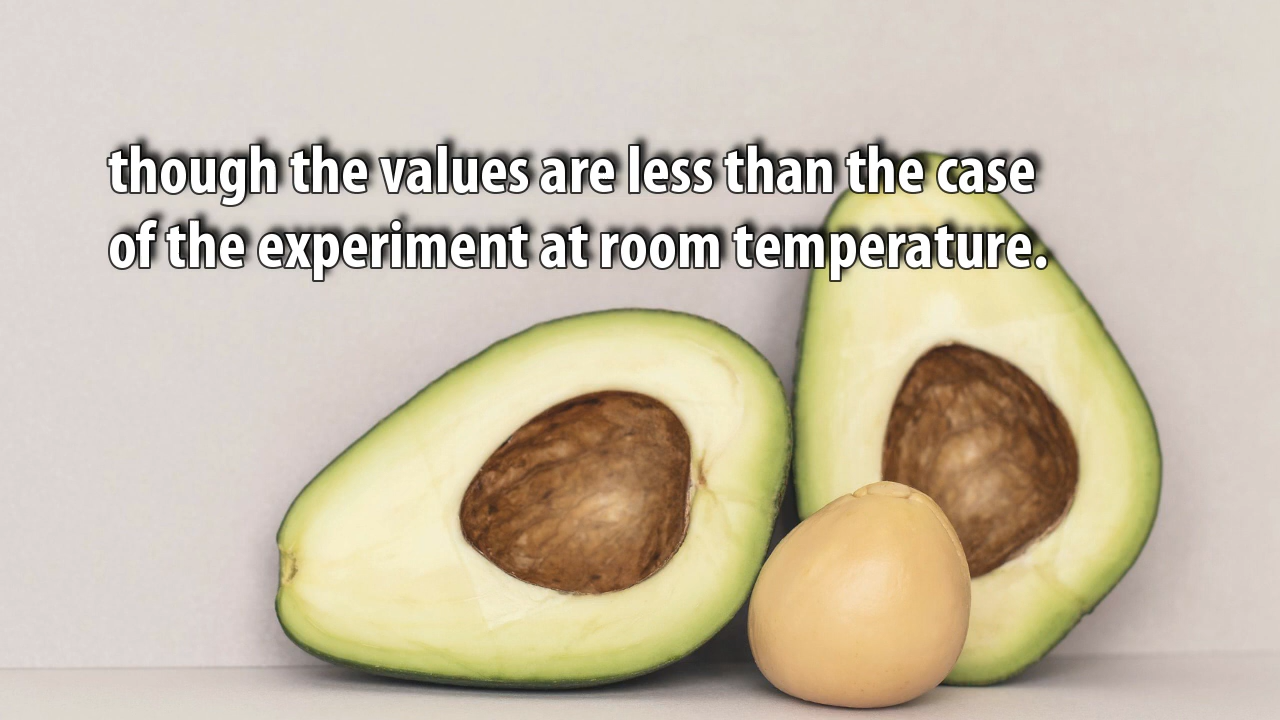 though the values are less than the case
of the experiment at room temperature.